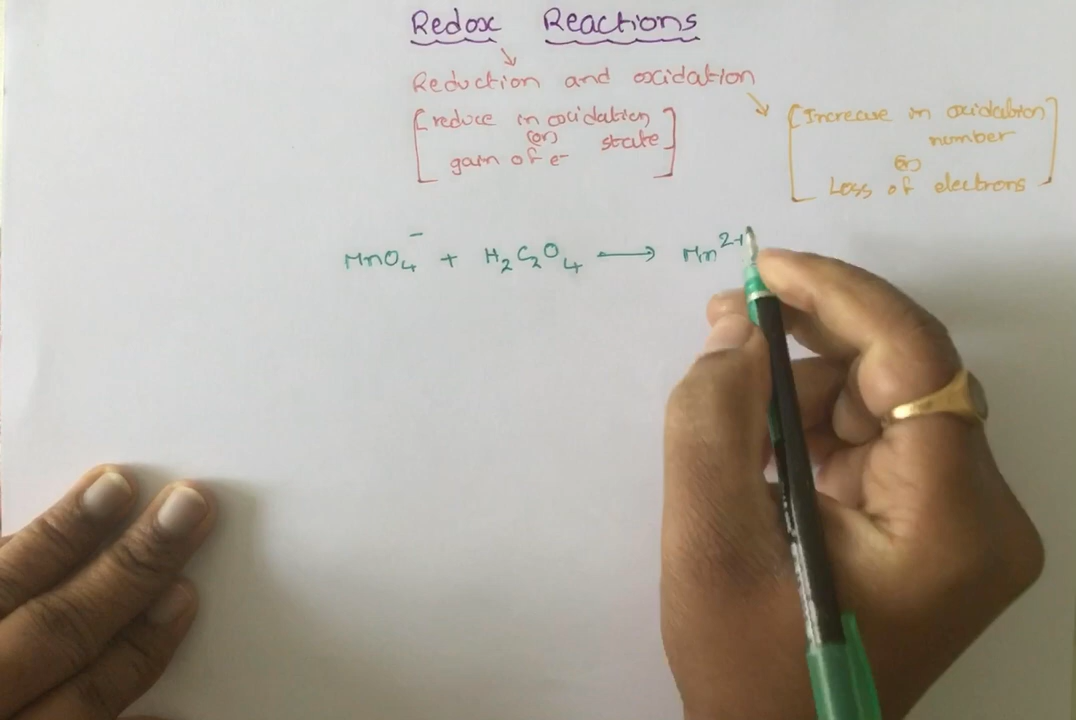 Redox Reactions
Reduction and oxidation
[reduce in oxidation
(or) state
gain of e-]
[Increase in oxidation
number
(or)
Loss of electrons]
MnO₄⁻ + H₂C₂O₄ ⟶ Mn²⁺